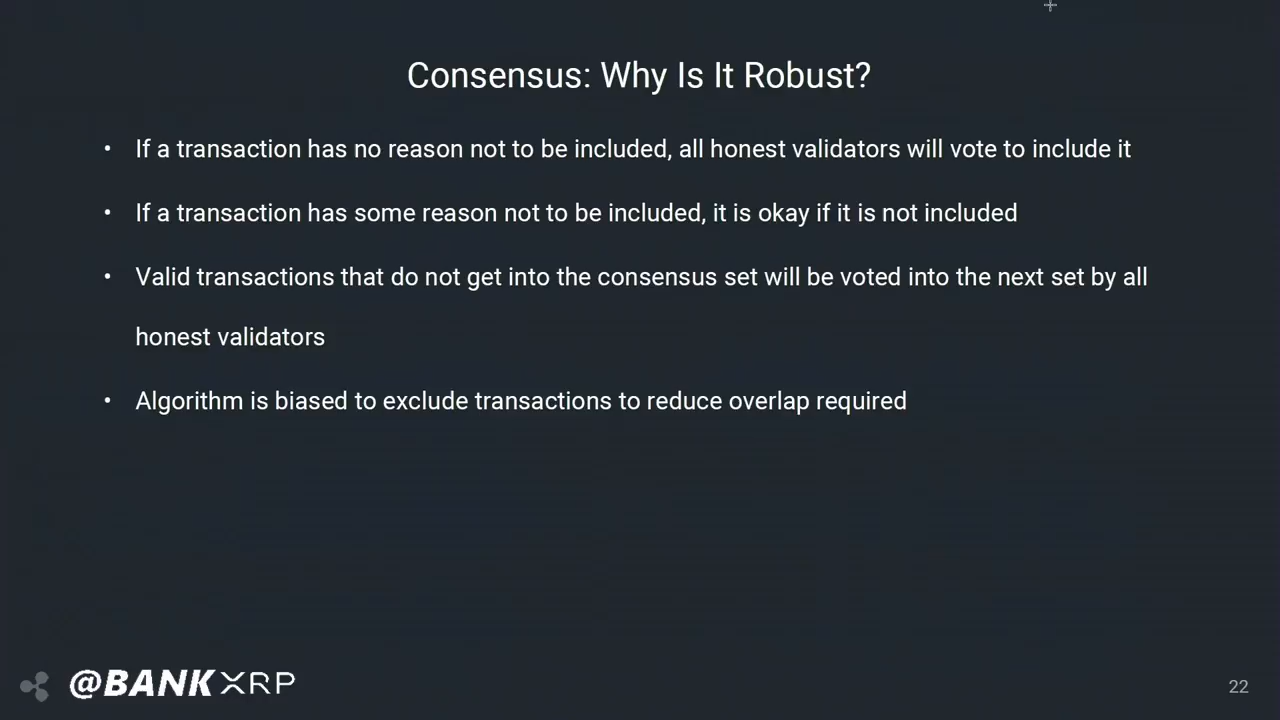 Consensus: Why Is It Robust?
• If a transaction has no reason not to be included, all honest validators will vote to include it
• If a transaction has some reason not to be included, it is okay if it is not included
• Valid transactions that do not get into the consensus set will be voted into the next set by all
honest validators
• Algorithm is biased to exclude transactions to reduce overlap required
@BANKXRP
22